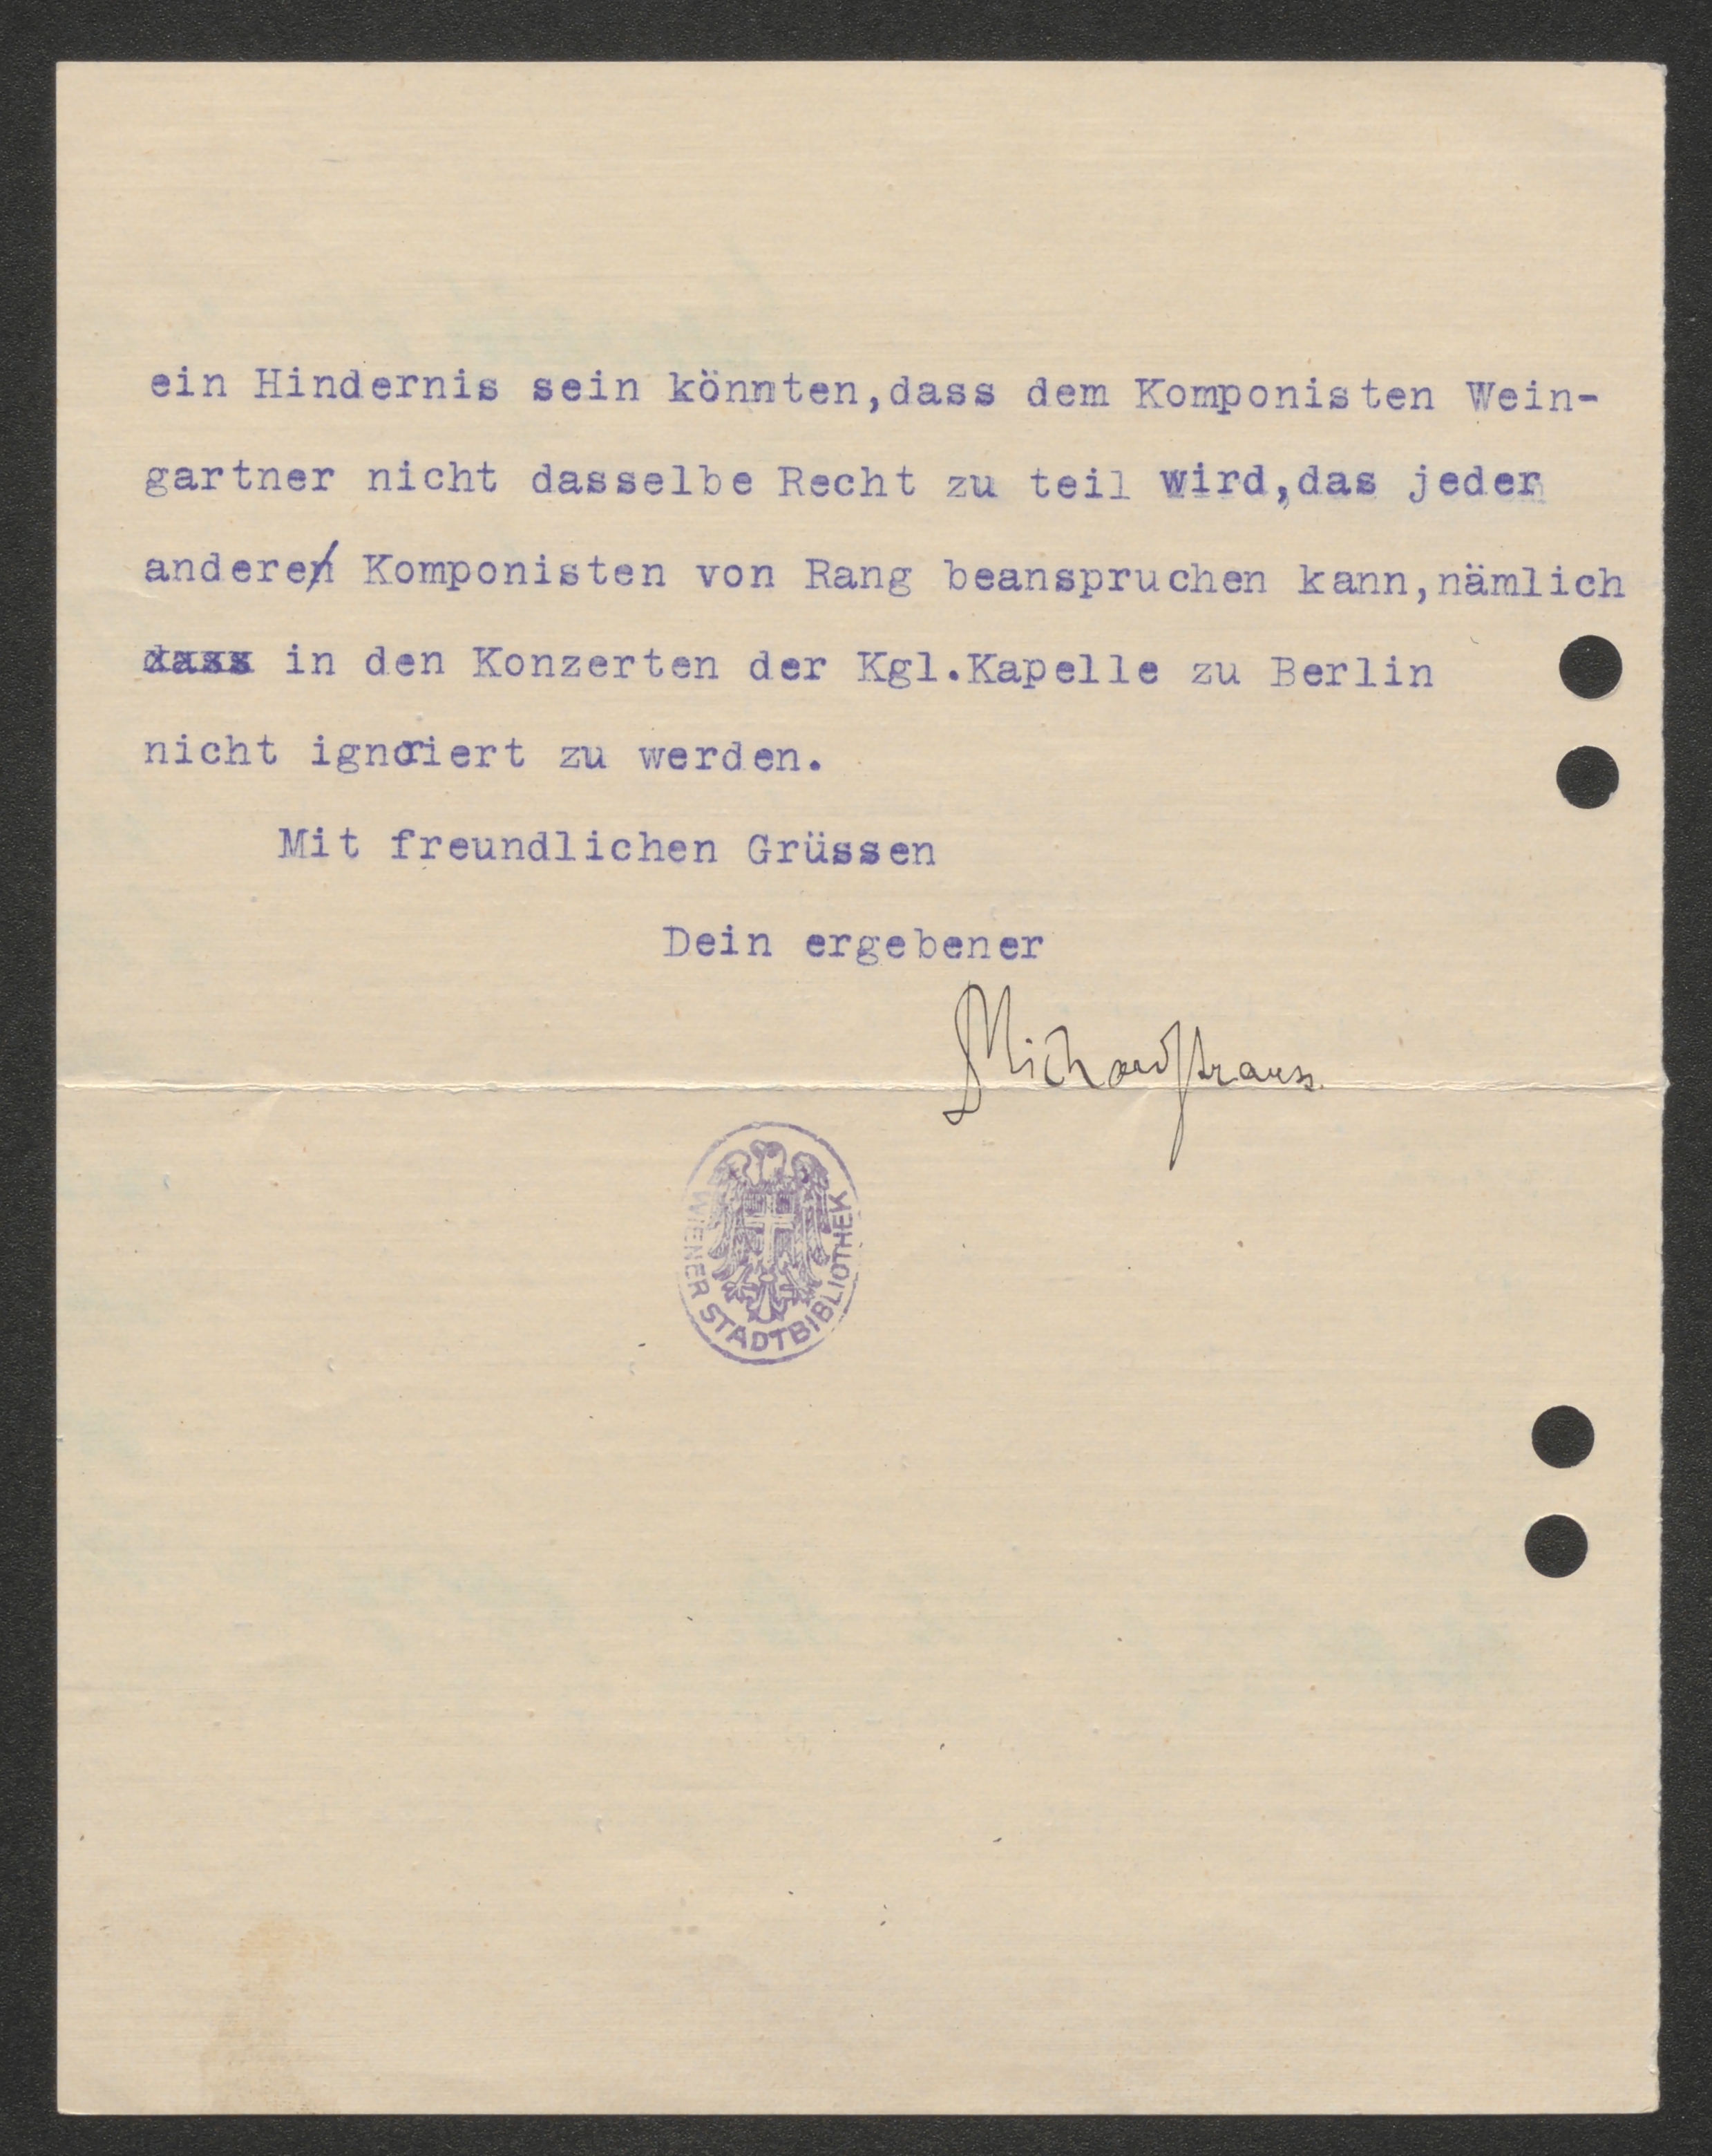 ein Hindernis sein könnten,dass dem Komponisten Wein-
gartner nicht dasselbe Recht zu teil wird,das jeder
andere Komponisten von Rang beanspruchen kann,nämlich
dass in den Konzerten der Kgl.Kapelle zu Berlin
nicht ignoriert zu werden.
Mit freundlichen Grüssen
Dein ergebener
Richard Strauss.
WIENER STADTBIBLIOTHEK